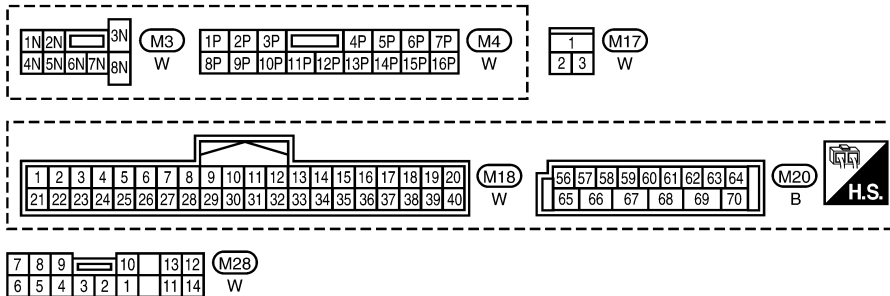 1N 2N 3N M3 1P 2P 3P 4P 5P 6P 7P M4 1 M17
4N 5N 6N 7N 8N W 8P 9P 10P 11P 12P 13P 14P 15P 16P W 2 3 W
1 2 3 4 5 6 7 8 9 10 11 12 13 14 15 16 17 18 19 20 M18 56 57 58 59 60 61 62 63 64 M20
21 22 23 24 25 26 27 28 29 30 31 32 33 34 35 36 37 38 39 40 W 65 66 67 68 69 70 B H.S.
7 8 9 10 13 12 M28
6 5 4 3 2 1 11 14 W